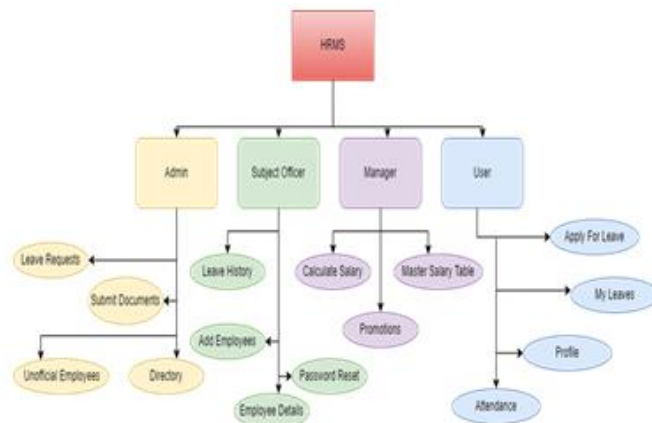 HRMS
Admin
Subject Officer
Manager
User
Leave Requests
Submit Documents
Unofficial Employees
Directory
Leave History
Add Employees
Password Reset
Employee Details
Calculate Salary
Master Salary Table
Promotions
Apply For Leave
My Leaves
Profile
Attendance